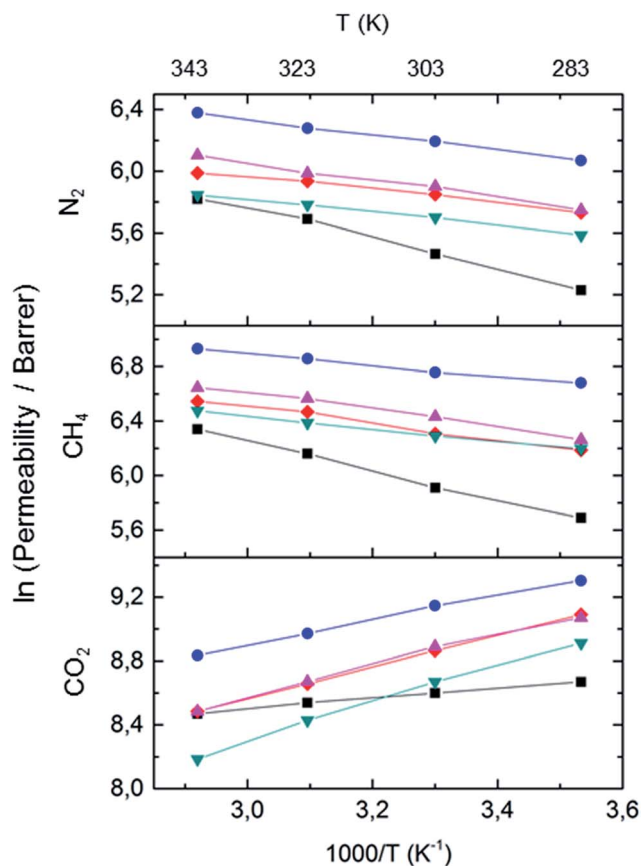 T (K)
343 323 303 283
6,4
6,0
5,6
5,2
N₂
6,8
6,4
6,0
5,6
CH₄
9,2
8,8
8,4
8,0
CO₂
ln (Permeability / Barrer)
3,0 3,2 3,4 3,6
1000/T (K⁻¹)